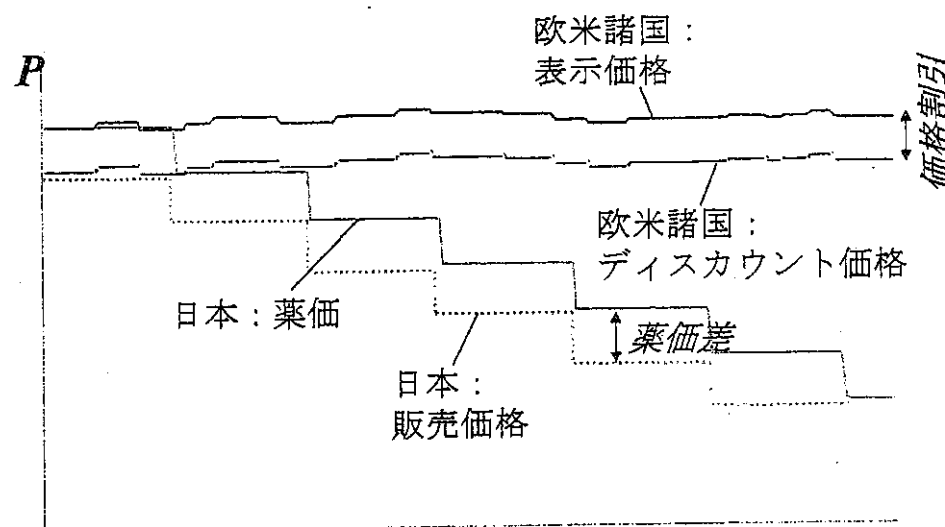 P
欧米諸国：
表示価格
価格割引
欧米諸国：
ディスカウント価格
日本：薬価
薬価差
日本：
販売価格